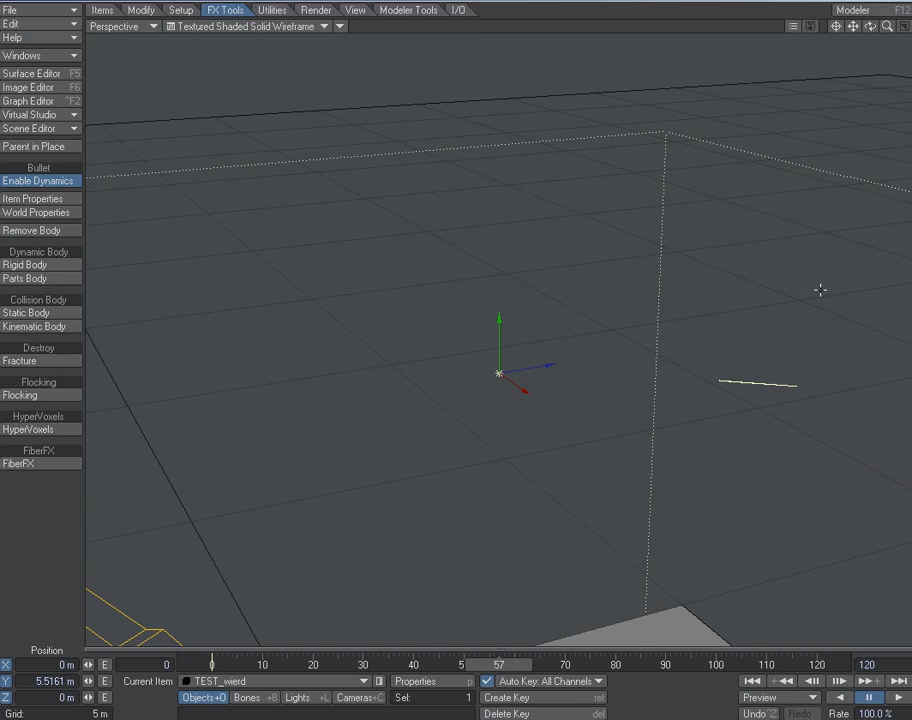 File Items Modify Setup FX Tools Utilities Render View Modeler Tools I/O Modeler F12
Edit Perspective Textured Shaded Solid Wireframe
Help
Windows
Surface Editor F5
Image Editor F6
Graph Editor ^F2
Virtual Studio
Scene Editor
Parent in Place
Bullet
Enable Dynamics
Item Properties
World Properties
Remove Body
Dynamic Body
Rigid Body
Parts Body
Collision Body
Static Body
Kinematic Body
Destroy
Fracture
Flocking
Flocking
HyperVoxels
HyperVoxels
FiberFX
FiberFX
Position
X 0 m E 0 0 10 20 30 40 5 57 70 80 90 100 110 120 120
Y 5.5161 m E Current Item TEST_wierd Properties p Auto Key: All Channels
Z 0 m E Objects+O Bones +B Lights +L Cameras+C Sel: 1 Create Key ret Preview
Grid: 5 m Delete Key del Undo^Z Redo Rate 100.0 %